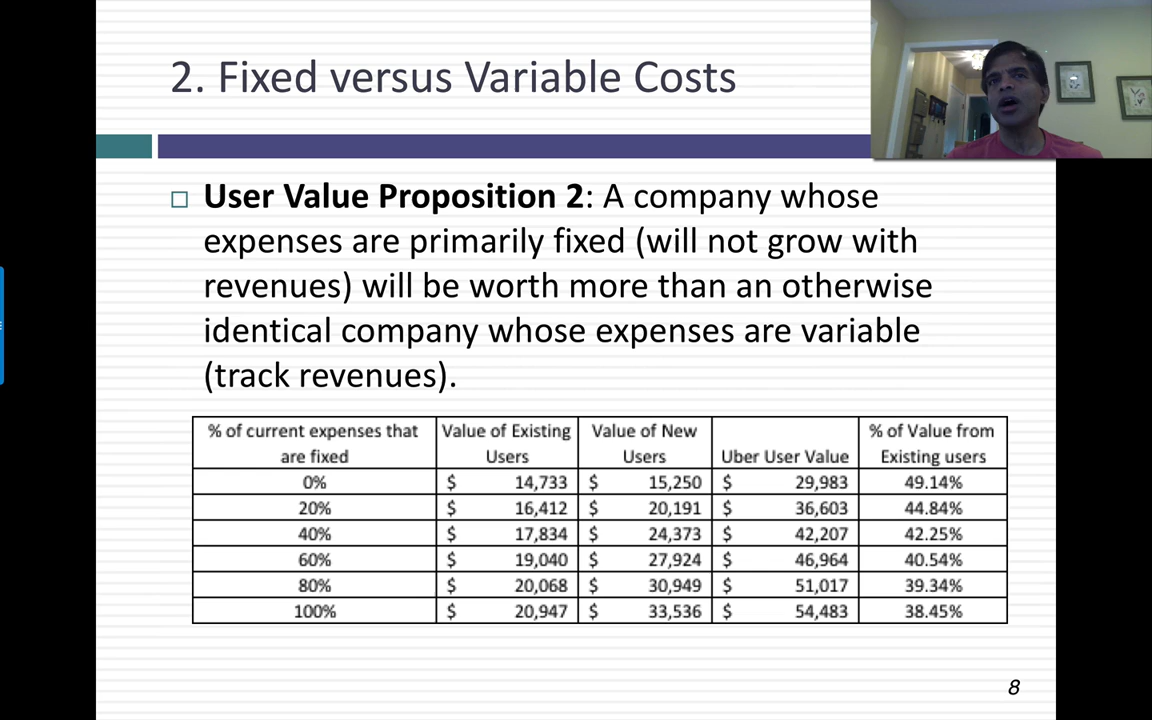 2. Fixed versus Variable Costs
User Value Proposition 2: A company whose
expenses are primarily fixed (will not grow with
revenues) will be worth more than an otherwise
identical company whose expenses are variable
(track revenues).
% of current expenses that are fixed | Value of Existing Users | Value of New Users | Uber User Value | % of Value from Existing users
0% $ 14,733 $ 15,250 $ 29,983 49.14%
20% $ 16,412 $ 20,191 $ 36,603 44.84%
40% $ 17,834 $ 24,373 $ 42,207 42.25%
60% $ 19,040 $ 27,924 $ 46,964 40.54%
80% $ 20,068 $ 30,949 $ 51,017 39.34%
100% $ 20,947 $ 33,536 $ 54,483 38.45%
8